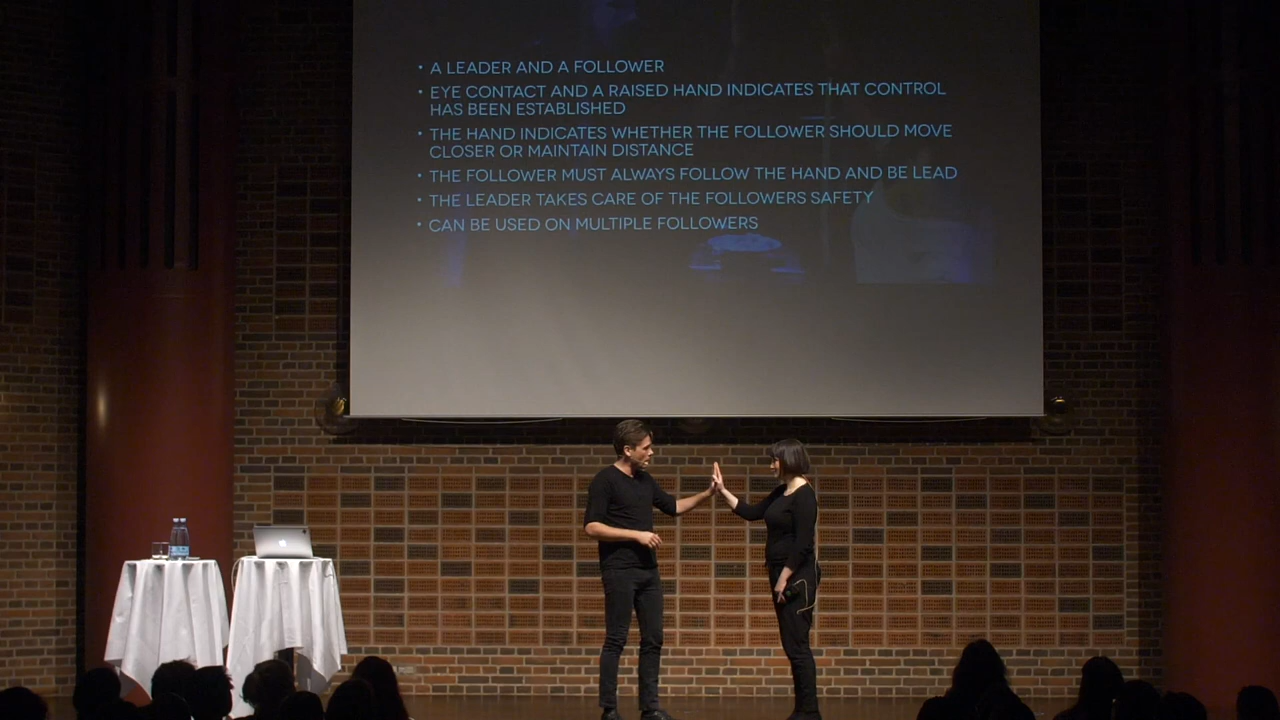 • A LEADER AND A FOLLOWER
• EYE CONTACT AND A RAISED HAND INDICATES THAT CONTROL
HAS BEEN ESTABLISHED
• THE HAND INDICATES WHETHER THE FOLLOWER SHOULD MOVE
CLOSER OR MAINTAIN DISTANCE
• THE FOLLOWER MUST ALWAYS FOLLOW THE HAND AND BE LEAD
• THE LEADER TAKES CARE OF THE FOLLOWERS SAFETY
• CAN BE USED ON MULTIPLE FOLLOWERS